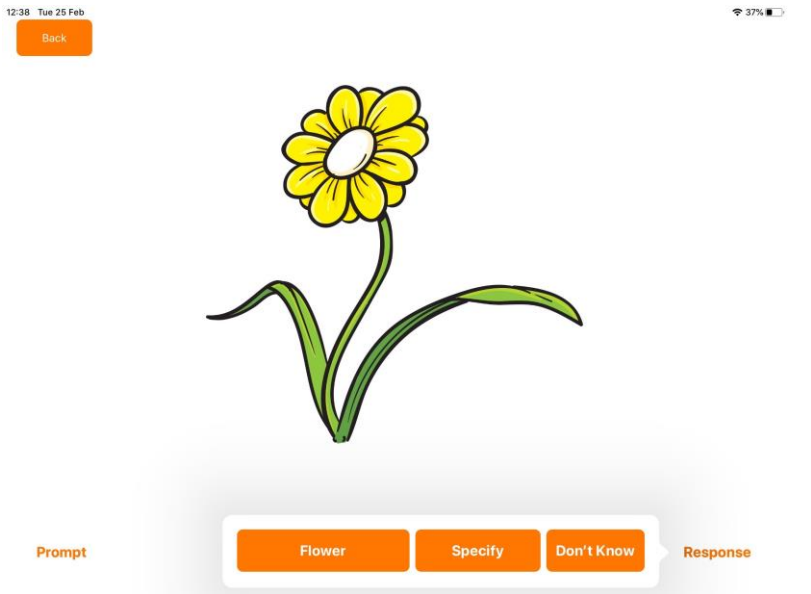 12:38 Tue 25 Feb
37%
Back
Prompt
Flower
Specify
Don't Know
Response